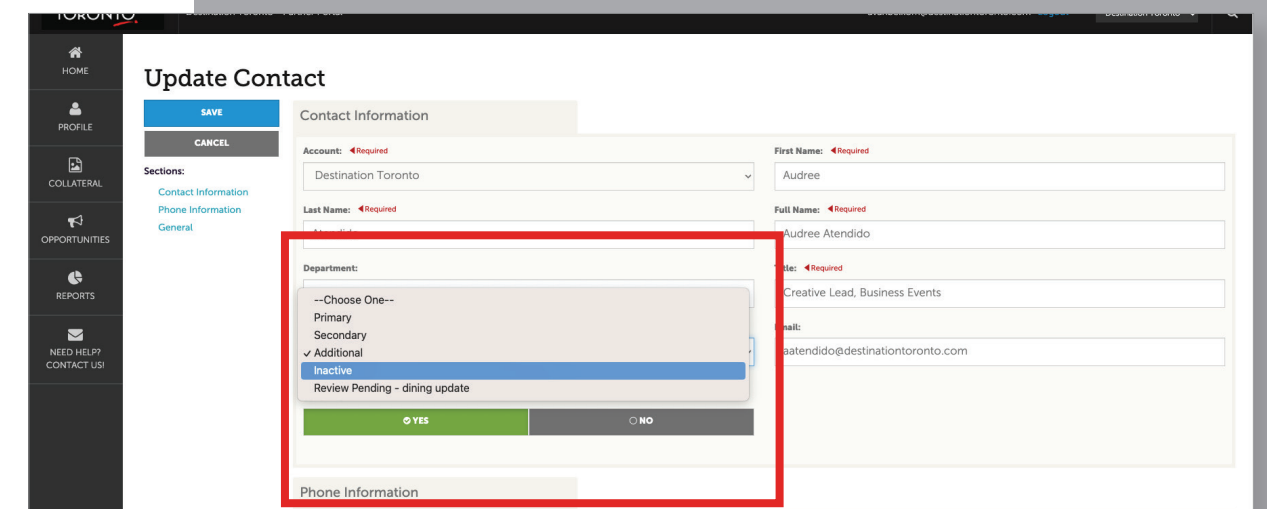 TORONTO
HOME
PROFILE
COLLATERAL
OPPORTUNITIES
REPORTS
NEED HELP?
CONTACT US!
Update Contact
SAVE
CANCEL
Sections:
Contact Information
Phone Information
General
Contact Information
Account: ◀Required
Destination Toronto
First Name: ◀Required
Audree
Last Name: ◀Required
Atendido
Full Name: ◀Required
Audree Atendido
Department:
Title: ◀Required
Creative Lead, Business Events
--Choose One--
Primary
Secondary
✓ Additional
Inactive
Review Pending - dining update
Email:
aatendido@destinationtoronto.com
YES
NO
Phone Information